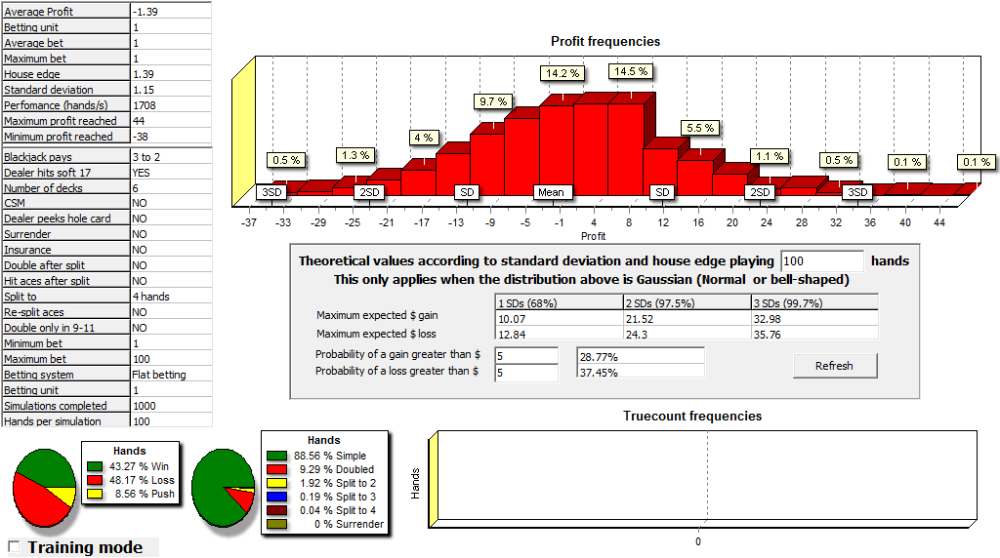 Average Profit -1.39
Betting unit 1
Average bet 1
Maximum bet 1
House edge 1.39
Standard deviation 1.15
Perfomance (hands/s) 1708
Maximum profit reached 44
Minimum profit reached -38
Blackjack pays 3 to 2
Dealer hits soft 17 YES
Number of decks 6
CSM NO
Dealer peeks hole card NO
Surrender NO
Insurance NO
Double after split NO
Hit aces after split NO
Split to 4 hands
Re-split aces NO
Double only in 9-11 NO
Minimum bet 1
Maximum bet 100
Betting system Flat betting
Betting unit 1
Simulations completed 1000
Hands per simulation 100
Profit frequencies
0.5 % 1.3 % 4 % 9.7 % 14.2 % 14.5 % 5.5 % 1.1 % 0.5 % 0.1 % 0.1 %
3SD 2SD SD Mean SD 2SD 3SD
-37 -33 -29 -25 -21 -17 -13 -9 -5 -1 4 8 12 16 20 24 28 32 36 40 44
Profit
Theoretical values according to standard deviation and house edge playing 100 hands
This only applies when the distribution above is Gaussian (Normal or bell-shaped)
1 SDs (68%) 2 SDs (97.5%) 3 SDs (99.7%)
Maximum expected $ gain 10.07 21.52 32.98
Maximum expected $ loss 12.84 24.3 35.76
Probability of a gain greater than $ 5 28.77%
Probability of a loss greater than $ 5 37.45%
Refresh
Hands
43.27 % Win
48.17 % Loss
8.56 % Push
Hands
88.56 % Simple
9.29 % Doubled
1.92 % Split to 2
0.19 % Split to 3
0.04 % Split to 4
0 % Surrender
Truecount frequencies
Hands
0
Training mode